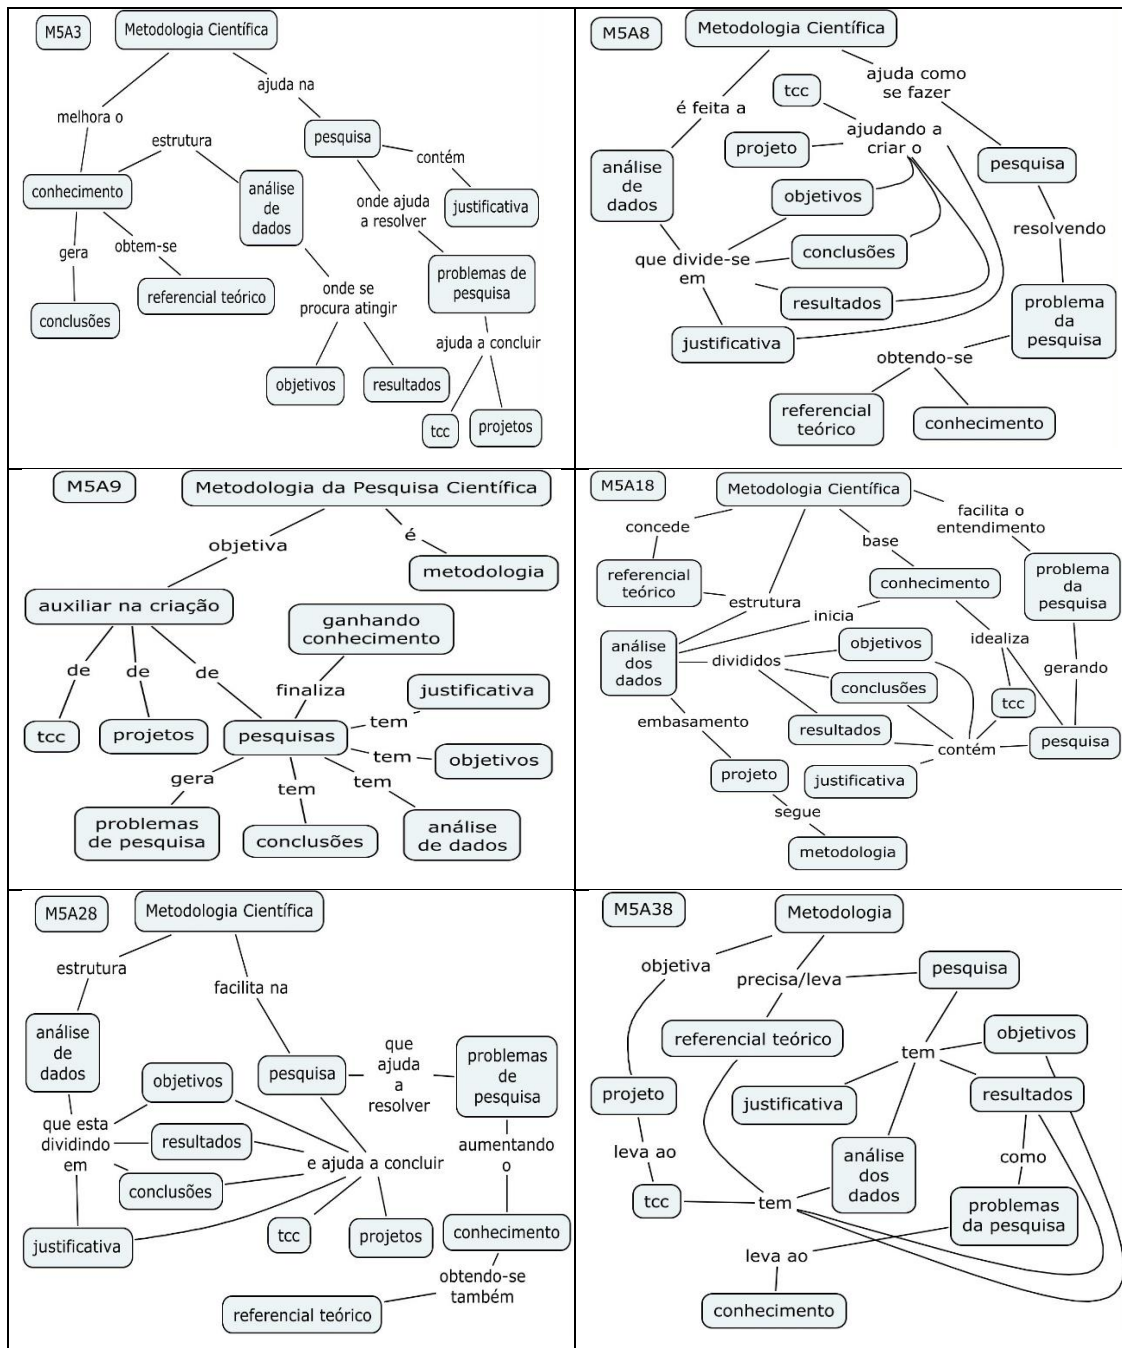 M5A3
Metodologia Científica
ajuda na
melhora o
estrutura
pesquisa
contém
conhecimento
análise
de
dados
justificativa
onde ajuda
a resolver
gera
obtem-se
referencial teórico
conclusões
onde se
procura atingir
problemas de
pesquisa
ajuda a concluir
objetivos
resultados
tcc
projetos
M5A8
Metodologia Científica
ajuda como
se fazer
é feita a
tcc
ajudando a
criar o
projeto
pesquisa
análise
de
dados
objetivos
resolvendo
que divide-se
em
conclusões
resultados
problema
da
pesquisa
justificativa
obtendo-se
referencial
teórico
conhecimento
M5A9
Metodologia da Pesquisa Científica
objetiva
é
metodologia
auxiliar na criação
ganhando
conhecimento
de
de
de
finaliza
justificativa
tem
tcc
projetos
pesquisas
tem
objetivos
gera
tem
tem
problemas
de pesquisa
conclusões
análise
de dados
M5A18
Metodologia Científica
facilita o
entendimento
concede
base
referencial
teórico
conhecimento
problema
da
pesquisa
estrutura
inicia
idealiza
análise
dos
dados
divididos
objetivos
gerando
conclusões
tcc
embasamento
resultados
contém
pesquisa
projeto
justificativa
segue
metodologia
M5A28
Metodologia Científica
estrutura
facilita na
análise
de
dados
que
ajuda
a
resolver
problemas
de
pesquisa
objetivos
pesquisa
que esta
dividindo
em
resultados
aumentando
o
e ajuda a concluir
conclusões
justificativa
tcc
projetos
conhecimento
obtendo-se
também
referencial teórico
M5A38
Metodologia
objetiva
precisa/leva
pesquisa
referencial teórico
tem
objetivos
projeto
justificativa
resultados
leva ao
análise
dos
dados
como
tcc
tem
problemas
da pesquisa
leva ao
conhecimento